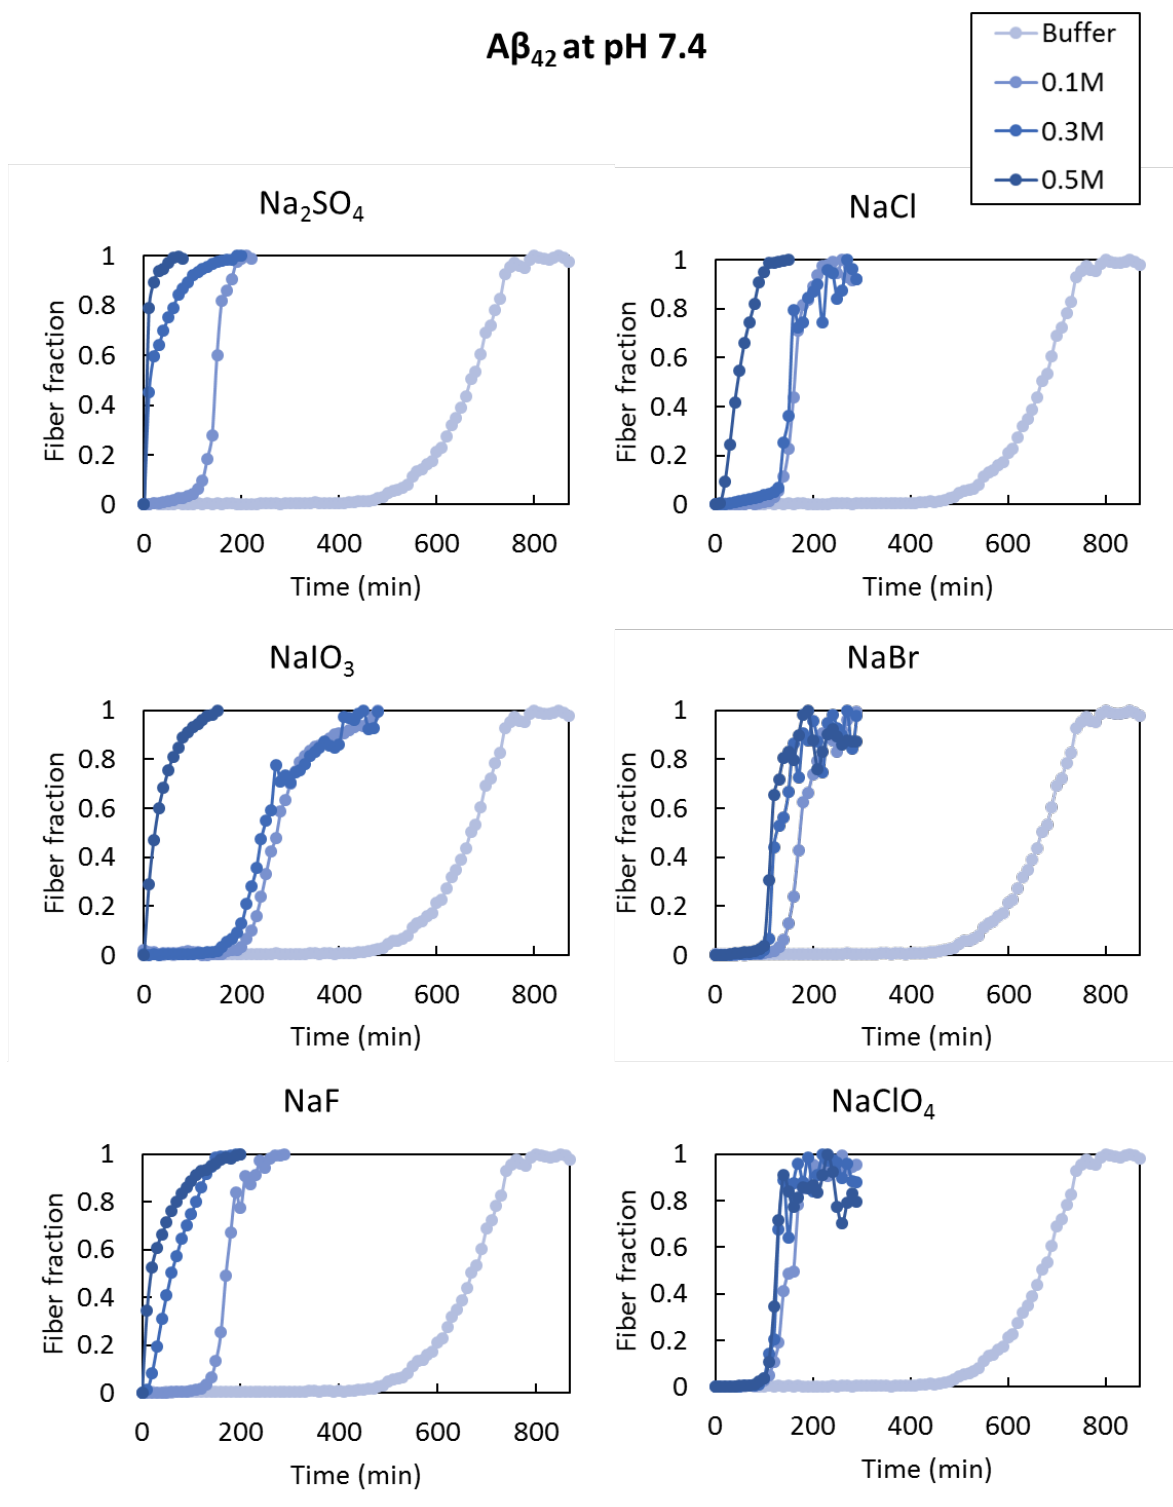 Aβ₄₂ at pH 7.4
Buffer
0.1M
0.3M
0.5M
Na₂SO₄
1
0.8
0.6
0.4
0.2
0
Fiber fraction
0 200 400 600 800
Time (min)
NaCl
1
0.8
0.6
0.4
0.2
0
Fiber fraction
0 200 400 600 800
Time (min)
NaIO₃
1
0.8
0.6
0.4
0.2
0
Fiber fraction
0 200 400 600 800
Time (min)
NaBr
1
0.8
0.6
0.4
0.2
0
Fiber fraction
0 200 400 600 800
Time (min)
NaF
1
0.8
0.6
0.4
0.2
0
Fiber fraction
0 200 400 600 800
Time (min)
NaClO₄
1
0.8
0.6
0.4
0.2
0
Fiber fraction
0 200 400 600 800
Time (min)